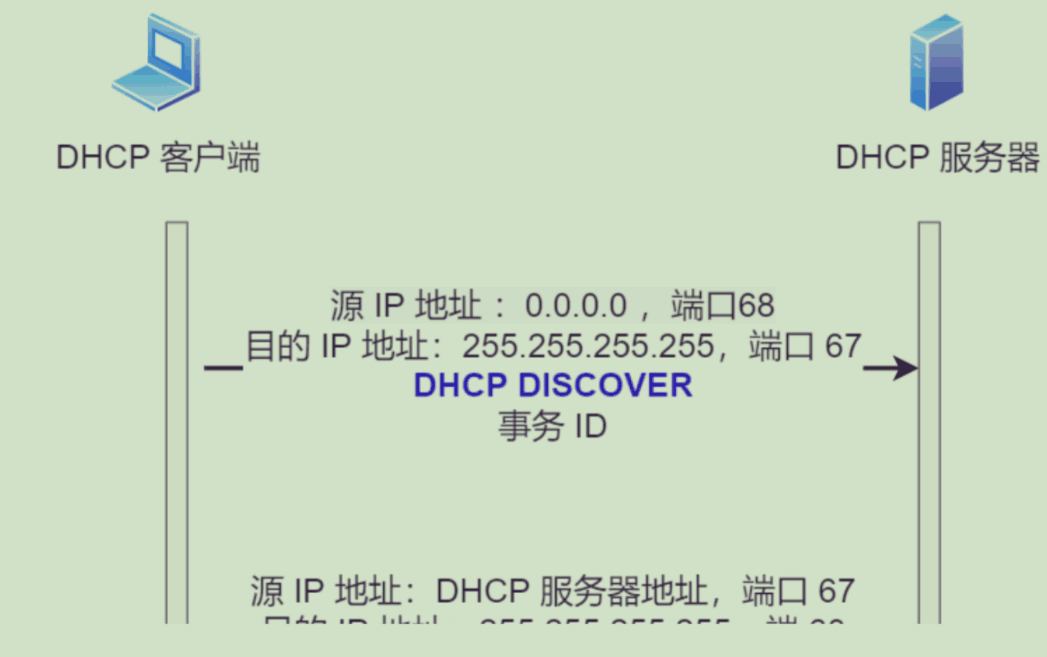 DHCP 客户端
DHCP 服务器
源 IP 地址 ：0.0.0.0 ，端口68
目的 IP 地址：255.255.255.255，端口 67
DHCP DISCOVER
事务 ID
源 IP 地址：DHCP 服务器地址，端口 67